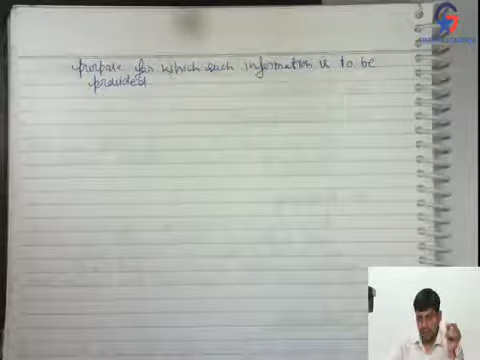 purpose for which such information is to be
provided.